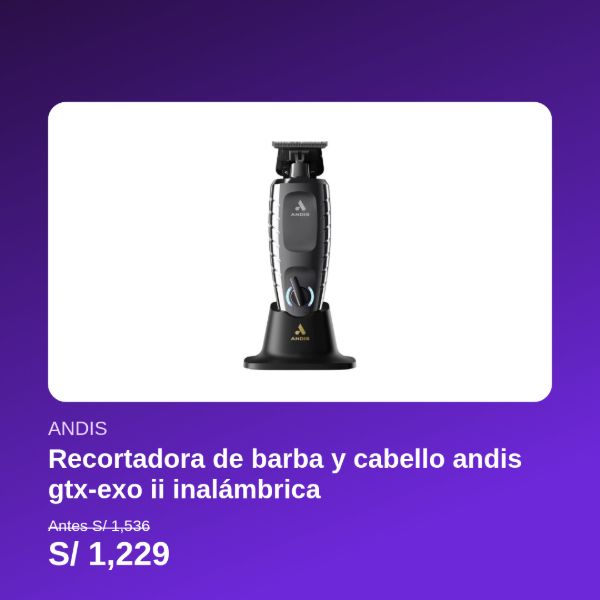 ANDIS
ANDIS
ANDIS
Recortadora de barba y cabello andis
gtx-exo ii inalámbrica
Antes S/ 1,536
S/ 1,229